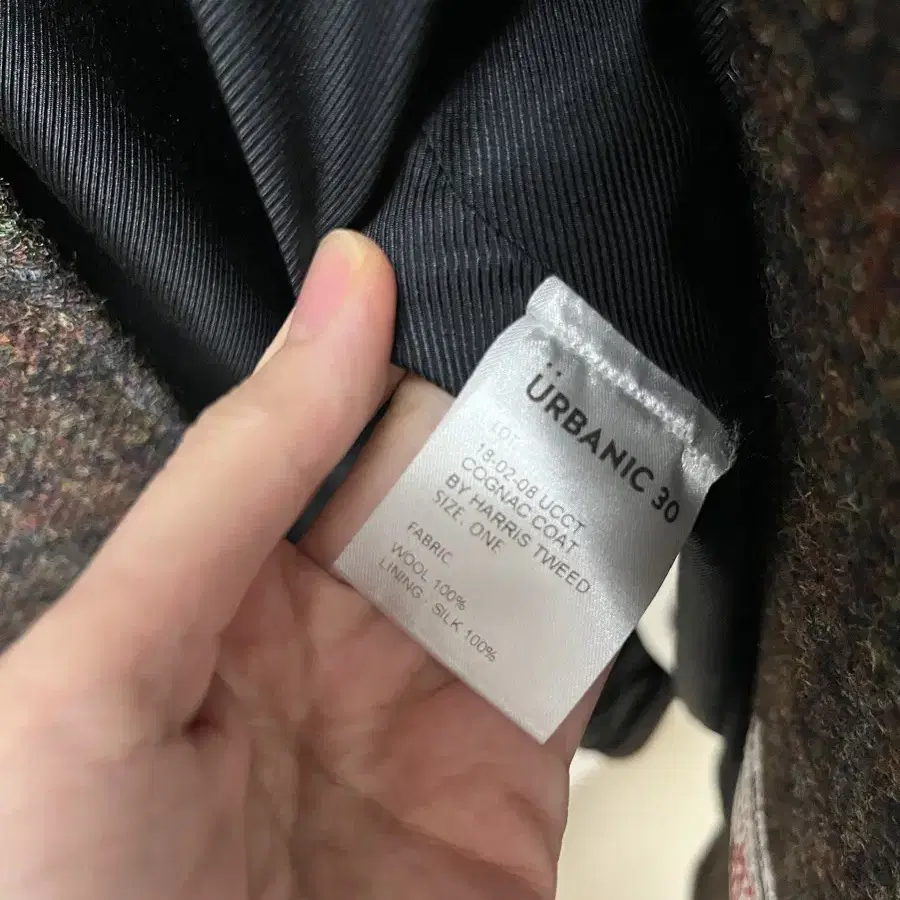 ÜRBANIC 30
LOT
18-02-08 UCCT
COGNAC COAT
BY HARRIS TWEED
SIZE: ONE
FABRIC
WOOL 100%
LINING · SILK 100%